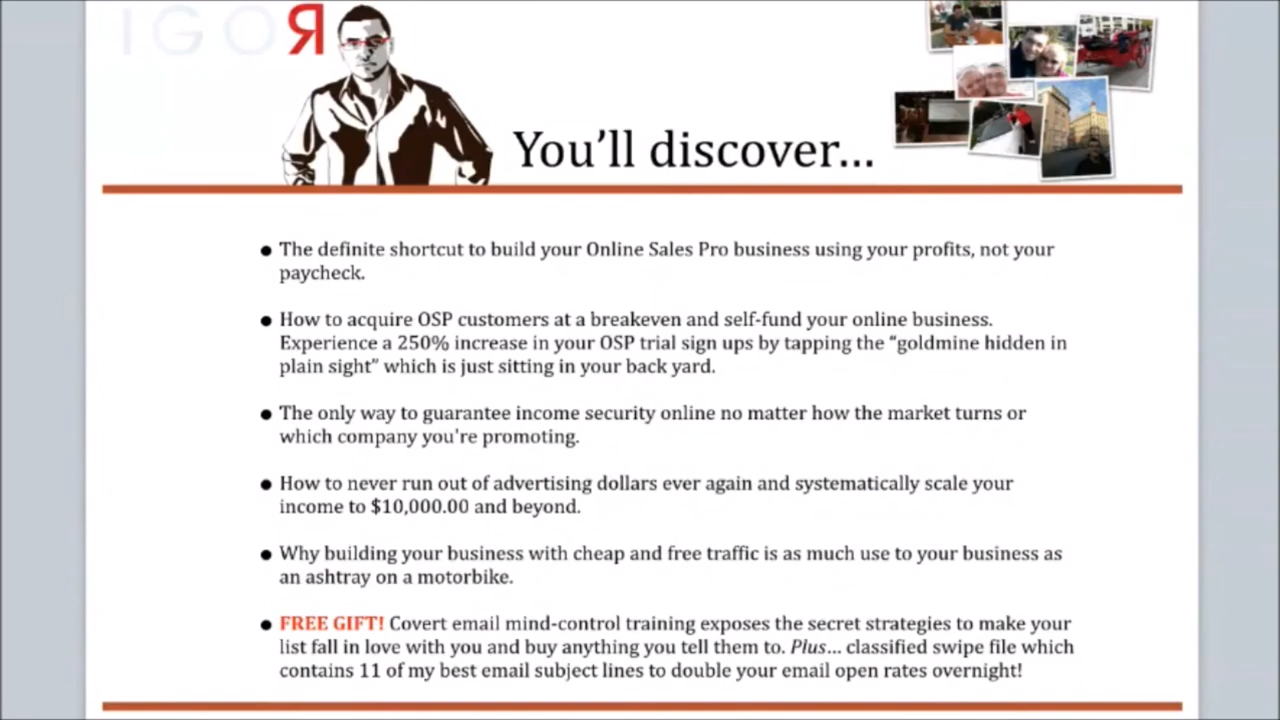 IGOЯ
You’ll discover...
● The definite shortcut to build your Online Sales Pro business using your profits, not your
paycheck.
● How to acquire OSP customers at a breakeven and self-fund your online business.
Experience a 250% increase in your OSP trial sign ups by tapping the “goldmine hidden in
plain sight” which is just sitting in your back yard.
● The only way to guarantee income security online no matter how the market turns or
which company you're promoting.
● How to never run out of advertising dollars ever again and systematically scale your
income to $10,000.00 and beyond.
● Why building your business with cheap and free traffic is as much use to your business as
an ashtray on a motorbike.
● FREE GIFT! Covert email mind-control training exposes the secret strategies to make your
list fall in love with you and buy anything you tell them to. Plus... classified swipe file which
contains 11 of my best email subject lines to double your email open rates overnight!